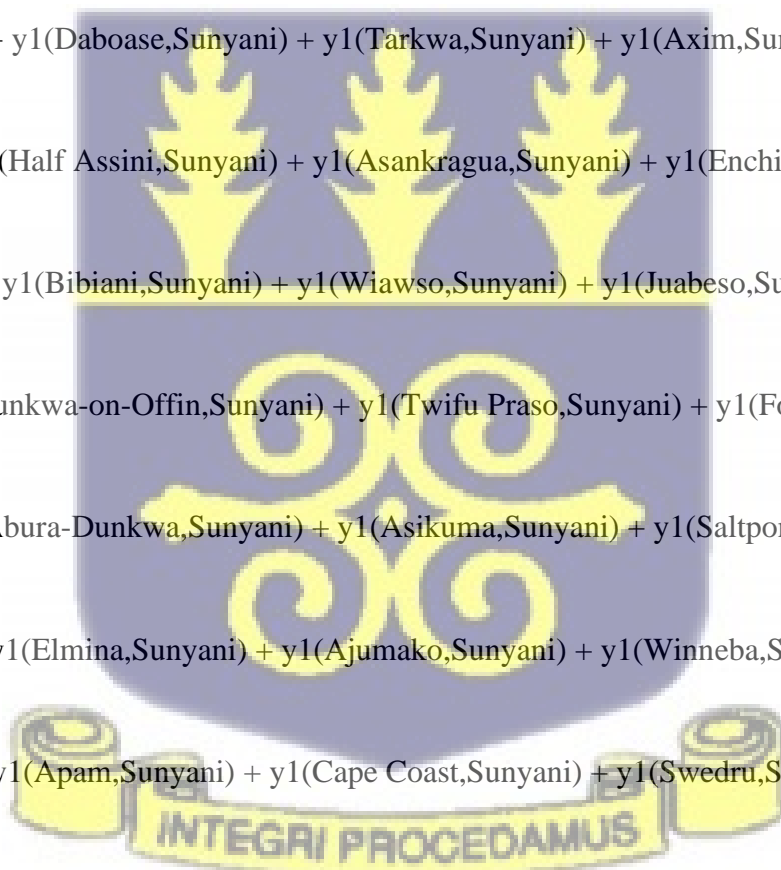 y1(Daboase,Sunyani) + y1(Tarkwa,Sunyani) + y1(Axim,Sun
(Half Assini,Sunyani) + y1(Asankragua,Sunyani) + y1(Enchi
y1(Bibiani,Sunyani) + y1(Wiawso,Sunyani) + y1(Juabeso,Su
unkwa-on-Offin,Sunyani) + y1(Twifu Praso,Sunyani) + y1(Fo
bura-Dunkwa,Sunyani) + y1(Asikuma,Sunyani) + y1(Saltpon
y1(Elmina,Sunyani) + y1(Ajumako,Sunyani) + y1(Winneba,S
y1(Apam,Sunyani) + y1(Cape Coast,Sunyani) + y1(Swedru,S
INTEGRI PROCEDAMUS